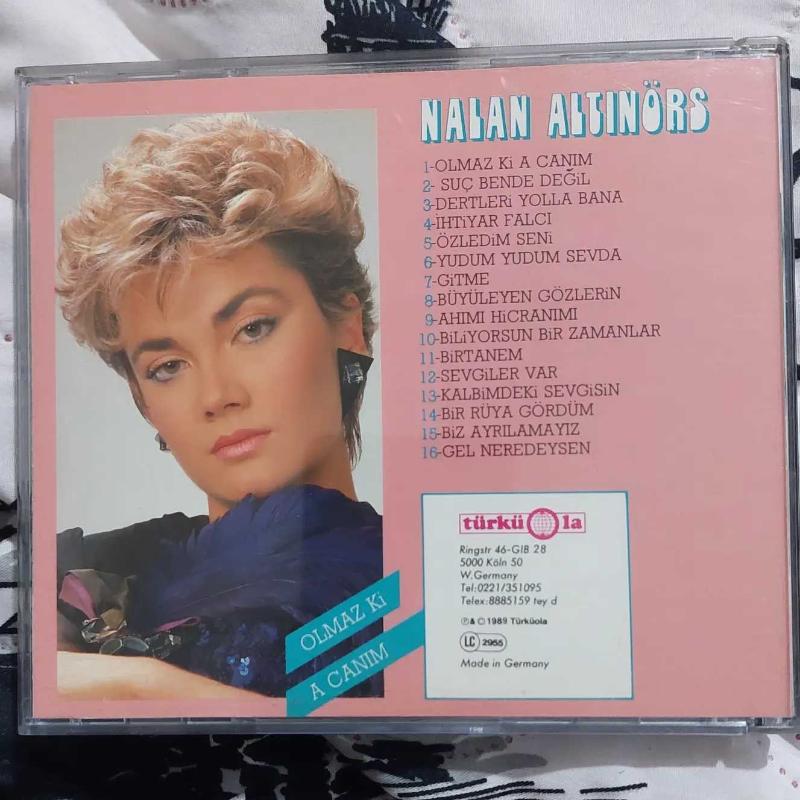 NALAN ALTINÖRS
1-OLMAZ Ki A CANIM
2- SUÇ BENDE DEĞİL
3-DERTLERi YOLLA BANA
4-iHTiYAR FALCI
5-ÖZLEDiM SENi
6-YUDUM YUDUM SEVDA
7-GiTME
8-BÜYÜLEYEN GÖZLERiN
9-AHIMI HiCRANIMI
10-BiLiYORSUN BiR ZAMANLAR
11-BiRTANEM
12-SEVGiLER VAR
13-KALBiMDEKi SEVGiSiN
14-BiR RÜYA GÖRDÜM
15-BiZ AYRILAMAYIZ
16-GEL NEREDEYSEN
türküola
Ringstr 46-GIB 28
5000 Köln 50
W.Germany
Tel:0221/351095
Telex:8885159 tey d
℗&©1989 Türküola
LC 2955
Made in Germany
OLMAZ Ki
A CANIM